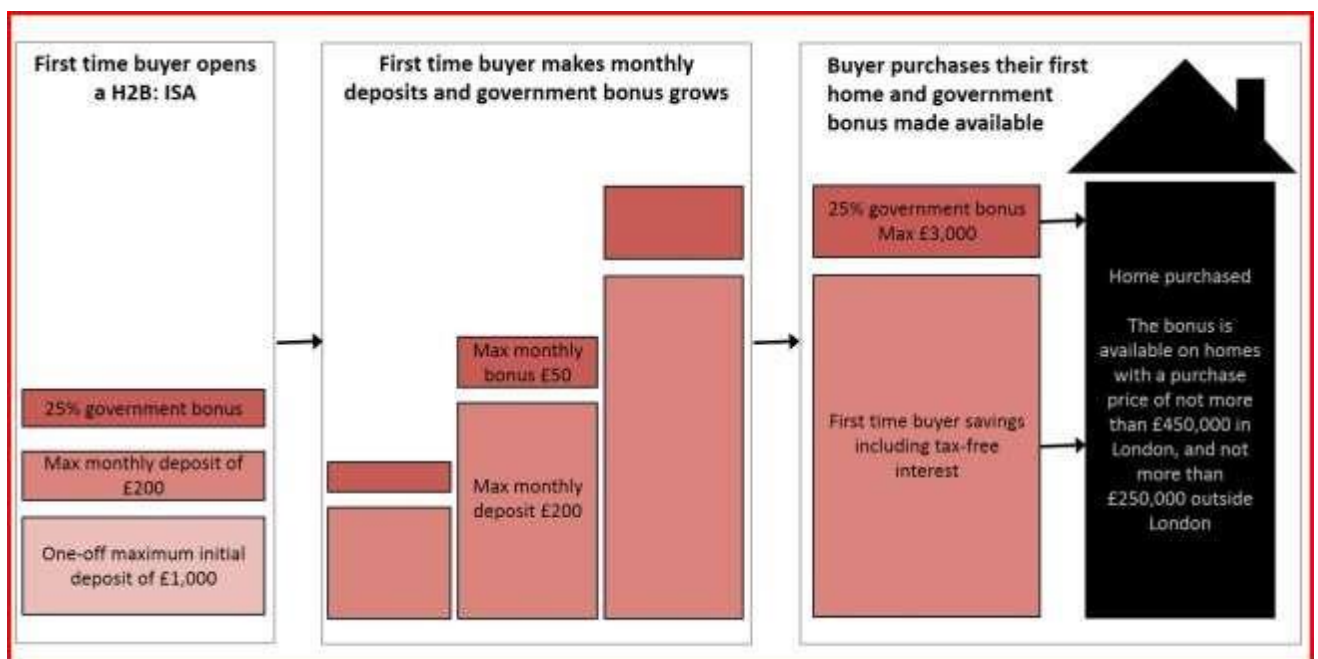 First time buyer opens
a H2B: ISA
25% government bonus
Max monthly deposit of
£200
One-off maximum initial
deposit of £1,000
First time buyer makes monthly
deposits and government bonus grows
Max monthly
bonus £50
Max monthly
deposit £200
Buyer purchases their first
home and government
bonus made available
25% government bonus
Max £3,000
First time buyer savings
including tax-free
interest
Home purchased
The bonus is
available on homes
with a purchase
price of not more
than £450,000 in
London, and not
more than
£250,000 outside
London